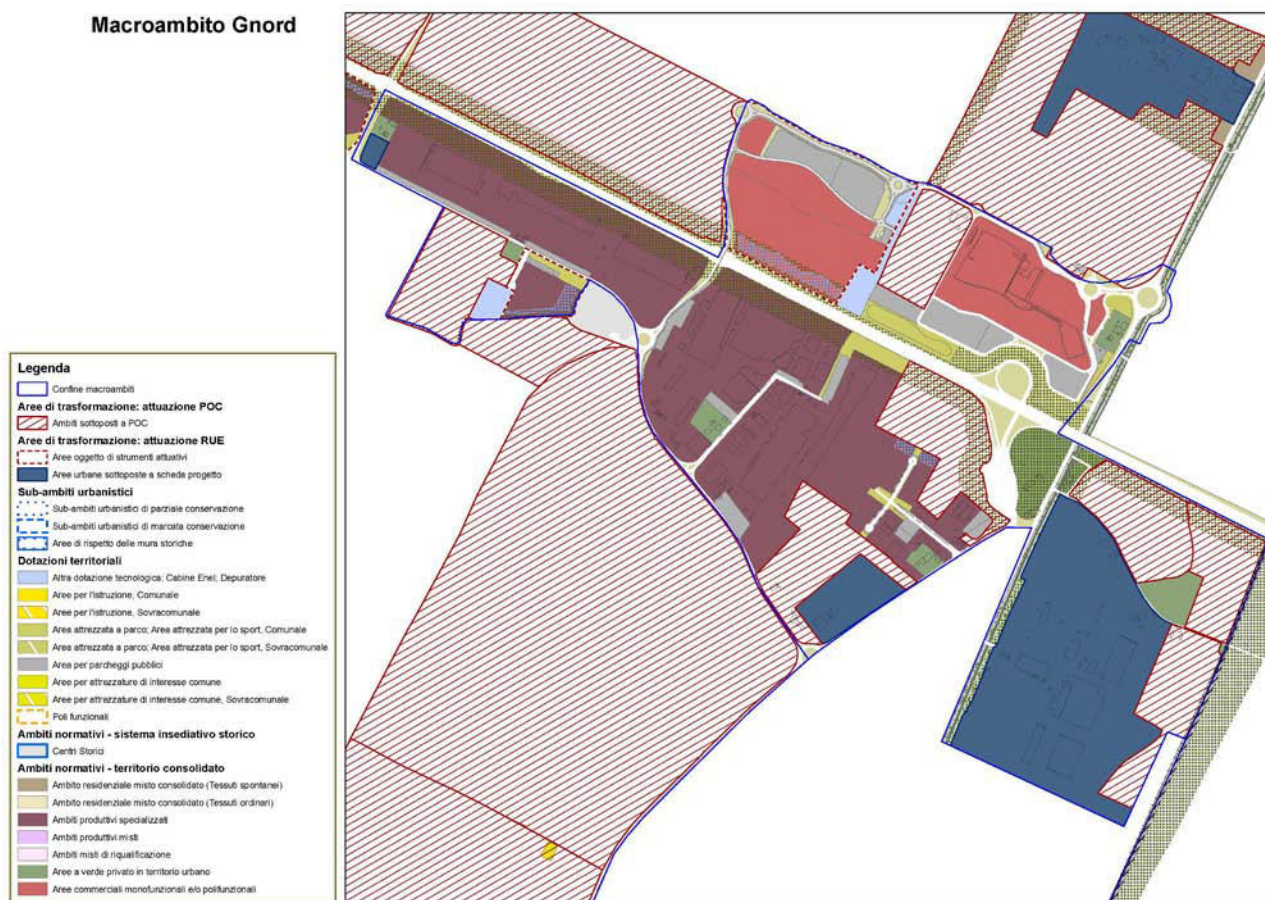 Macroambito Gnord
Legenda
Confine macroambiti
Aree di trasformazione: attuazione POC
Ambiti sottoposti a POC
Aree di trasformazione: attuazione RUE
Aree oggetto di strumenti attuativi
Aree urbane sottoposte a scheda progetto
Sub-ambiti urbanistici
Sub-ambiti urbanistici di parziale conservazione
Sub-ambiti urbanistici di marcata conservazione
Aree di rispetto delle mura storiche
Dotazioni territoriali
Altra dotazione tecnologica; Cabine Enel; Depuratore
Aree per l'istruzione, Comunale
Aree per l'istruzione, Sovracomunale
Area attrezzata a parco; Area attrezzata per lo sport, Comunale
Area attrezzata a parco; Area attrezzata per lo sport, Sovracomunale
Area per parcheggi pubblici
Aree per attrezzature di interesse comune
Aree per attrezzature di interesse comune, Sovracomunale
Poli funzionali
Ambiti normativi - sistema insediativo storico
Centri Storici
Ambiti normativi - territorio consolidato
Ambito residenziale misto consolidato (Tessuti spontanei)
Ambito residenziale misto consolidato (Tessuti ordinari)
Ambiti produttivi specializzati
Ambiti produttivi misti
Ambiti misti di riqualificazione
Aree a verde privato in territorio urbano
Aree commerciali monofunzionali e/o polifunzionali